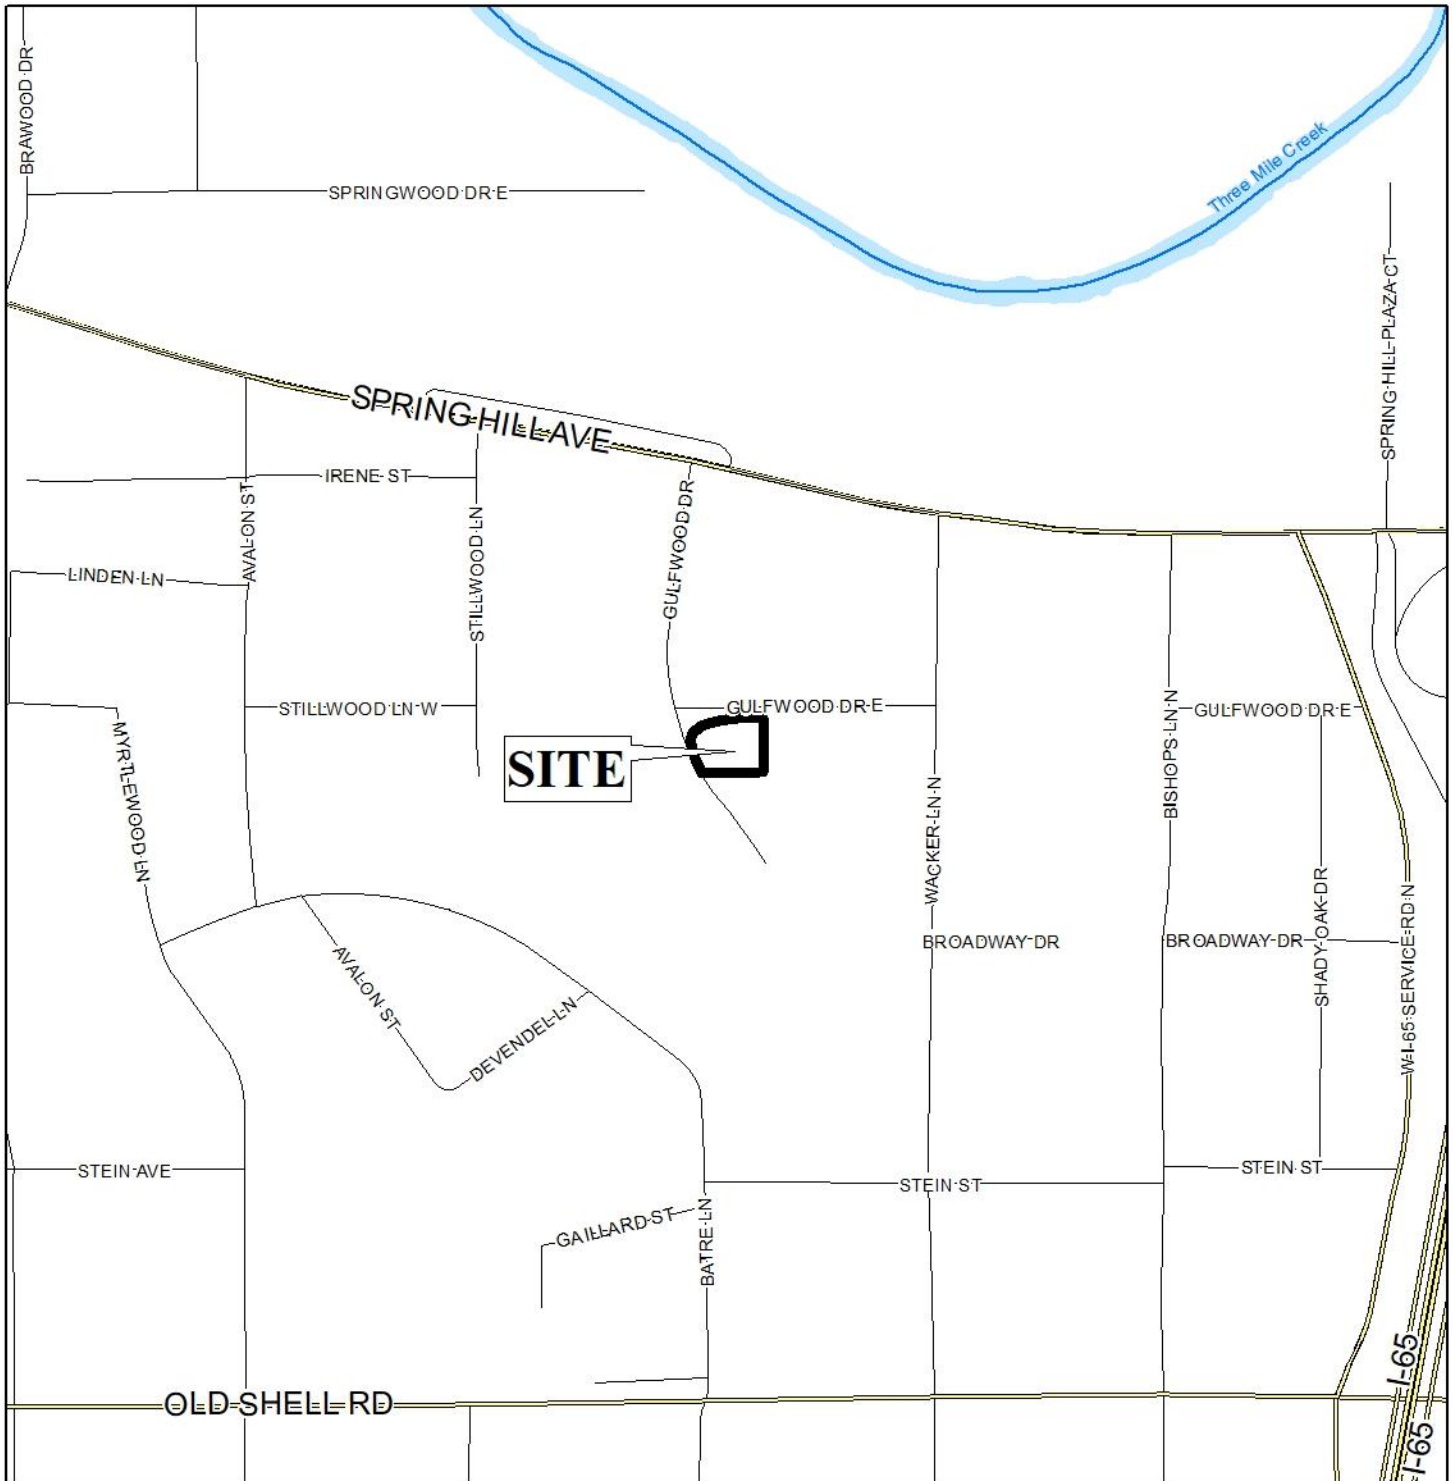 BRAWOOD DR
SPRINGWOOD DR E
Three Mile Creek
SPRING HILL PLAZA CT
SPRING HILL AVE
IRENE ST
AVALON ST
STILLWOOD LN
GULFWOOD DR
LINDEN LN
STILLWOOD LN W
GULFWOOD DR E
GULFWOOD DR E
BISHOPS LN N
MYRTLEWOOD LN
SITE
WACKER LN N
SHADY OAK DR
W I-65 SERVICE RD N
BROADWAY DR
BROADWAY DR
AVALON ST
DEVENDEL LN
STEIN AVE
STEIN ST
STEIN ST
GAILLARD ST
BATRE LN
I-65
OLD SHELL RD
I-65